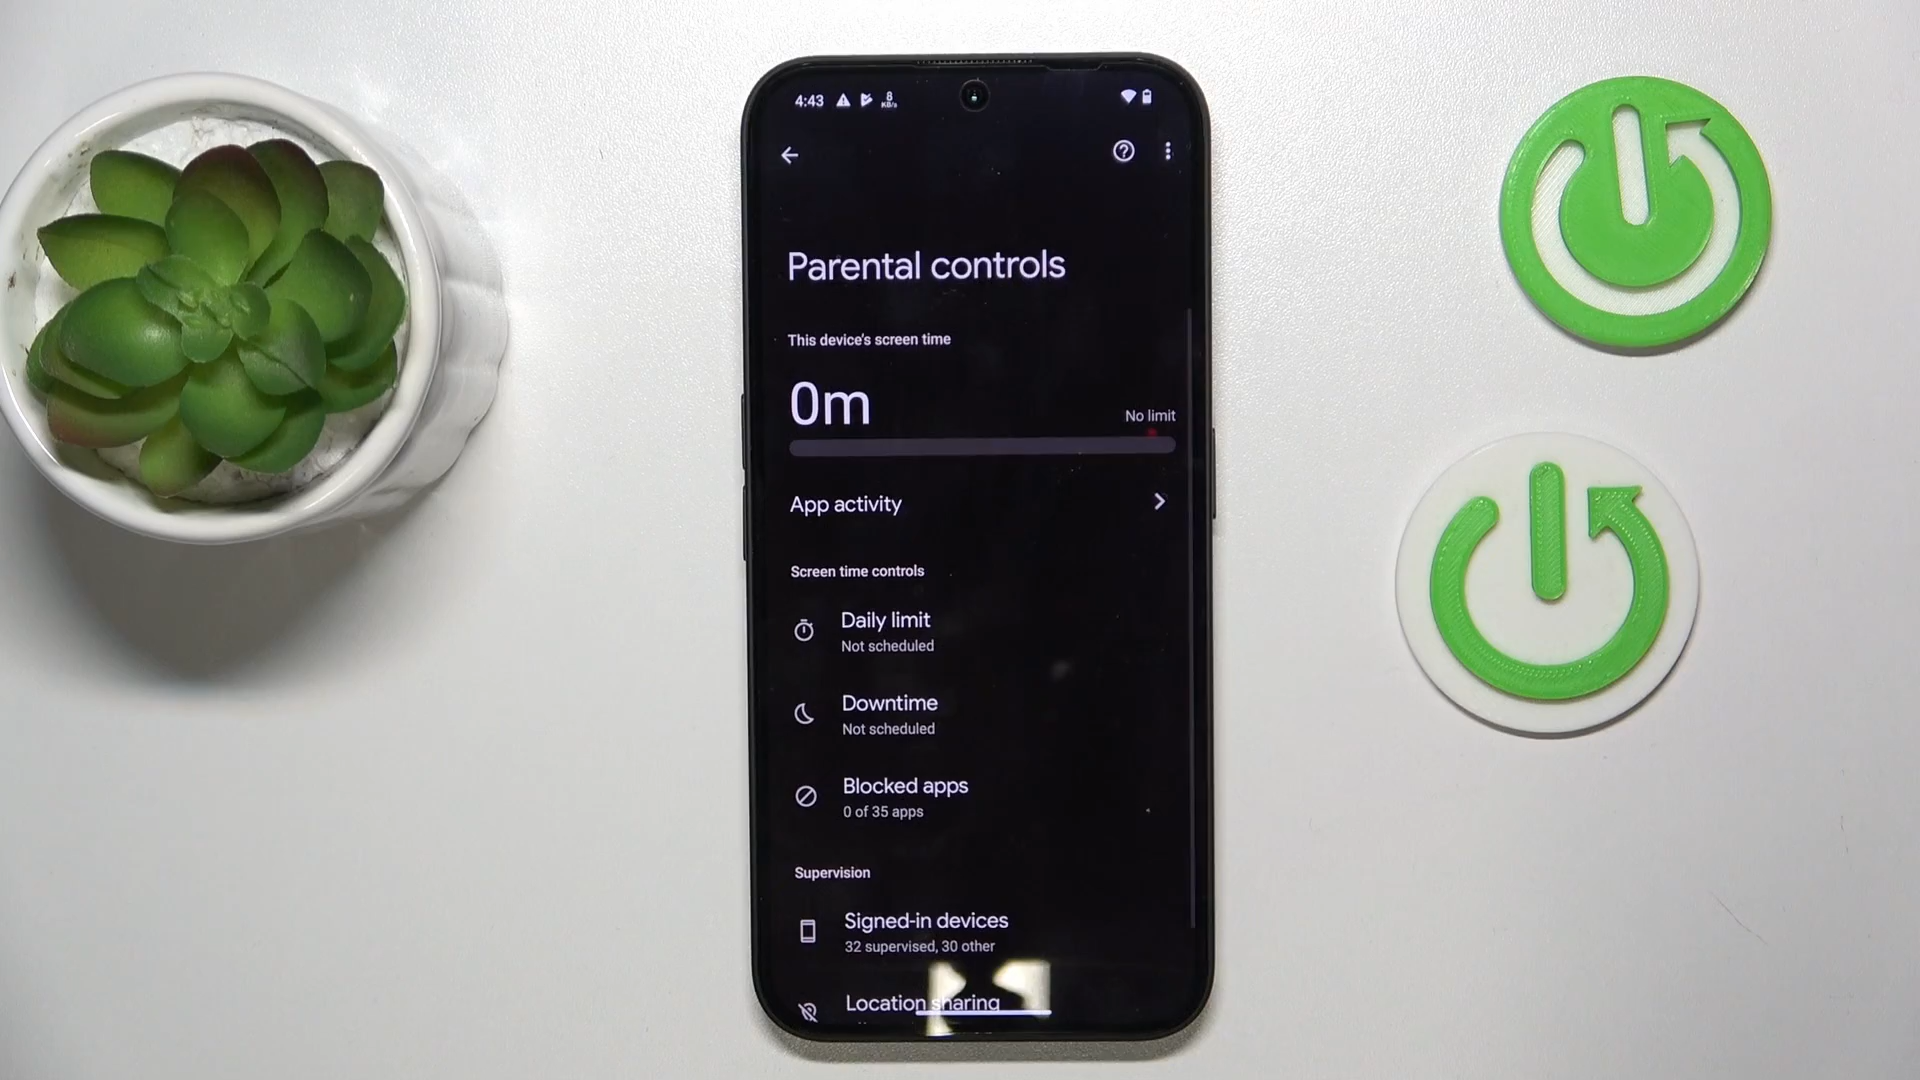 4:43 8 KB/s
Parental controls
This device's screen time
0m
No limit
App activity
Screen time controls
Daily limit
Not scheduled
Downtime
Not scheduled
Blocked apps
0 of 35 apps
Supervision
Signed-in devices
32 supervised, 30 other
Location sharing